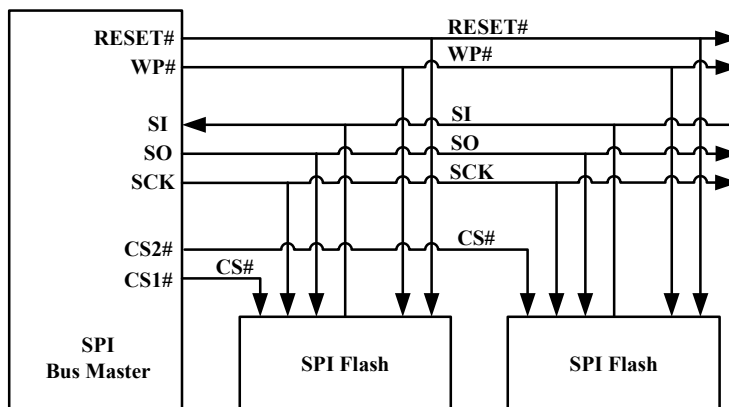 RESET#
RESET#
WP#
WP#
SI
SI
SO
SO
SCK
SCK
CS2#
CS#
CS1#
CS#
SPI
Bus Master
SPI Flash
SPI Flash